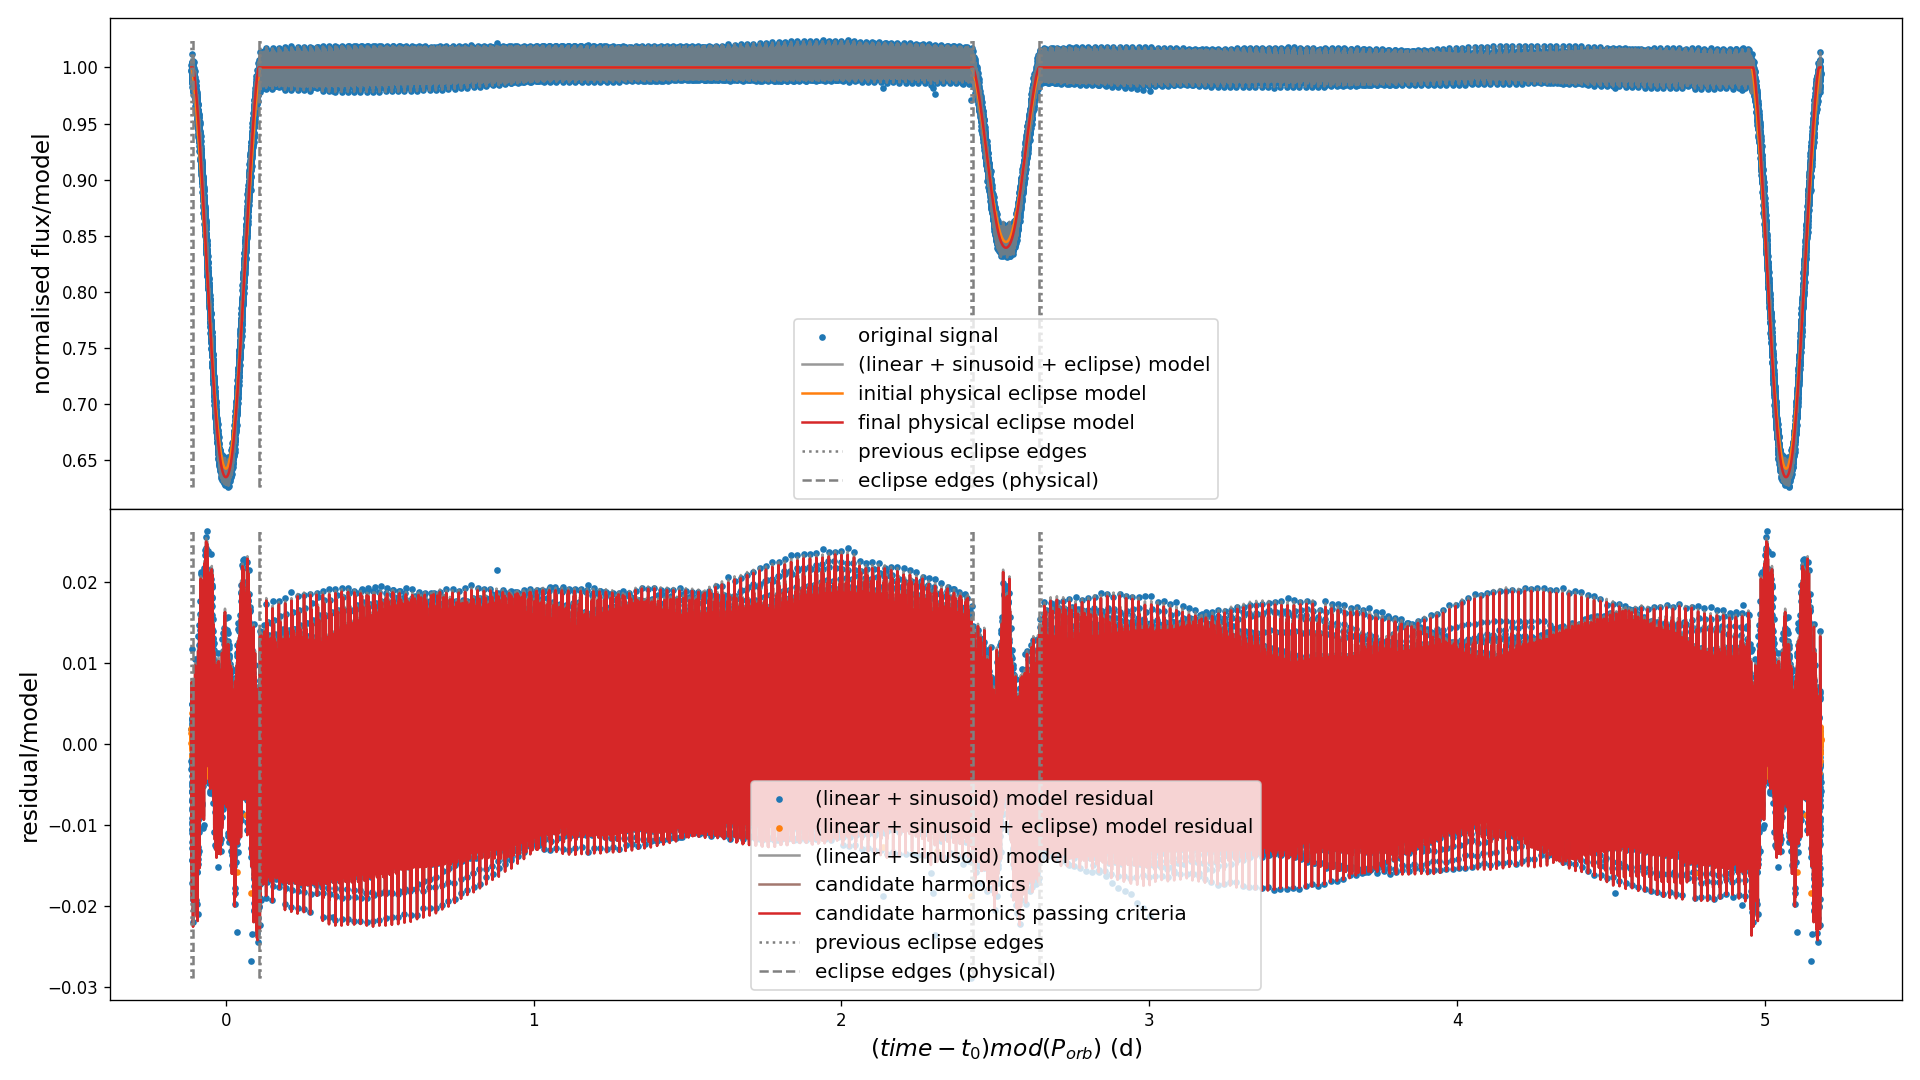 normalised flux/model
1.00
0.95
0.90
0.85
0.80
0.75
0.70
0.65
original signal
(linear + sinusoid + eclipse) model
initial physical eclipse model
final physical eclipse model
previous eclipse edges
eclipse edges (physical)
residual/model
0.02
0.01
0.00
−0.01
−0.02
−0.03
(linear + sinusoid) model residual
(linear + sinusoid + eclipse) model residual
(linear + sinusoid) model
candidate harmonics
candidate harmonics passing criteria
previous eclipse edges
eclipse edges (physical)
0 1 2 3 4 5
(time − t₀)mod(Pₒᵣb) (d)